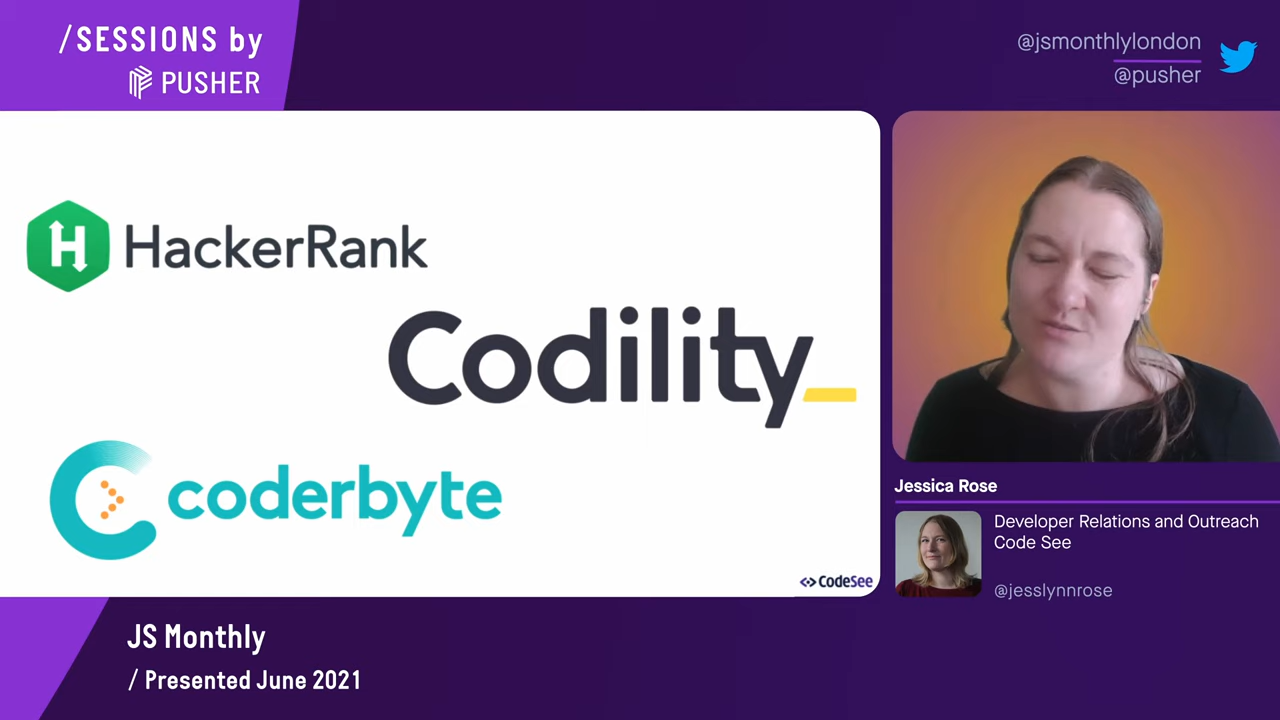 /SESSIONS by
PUSHER
@jsmonthlylondon
@pusher
HackerRank
Codility_
coderbyte
CodeSee
Jessica Rose
Developer Relations and Outreach
Code See
@jesslynnrose
JS Monthly
/ Presented June 2021